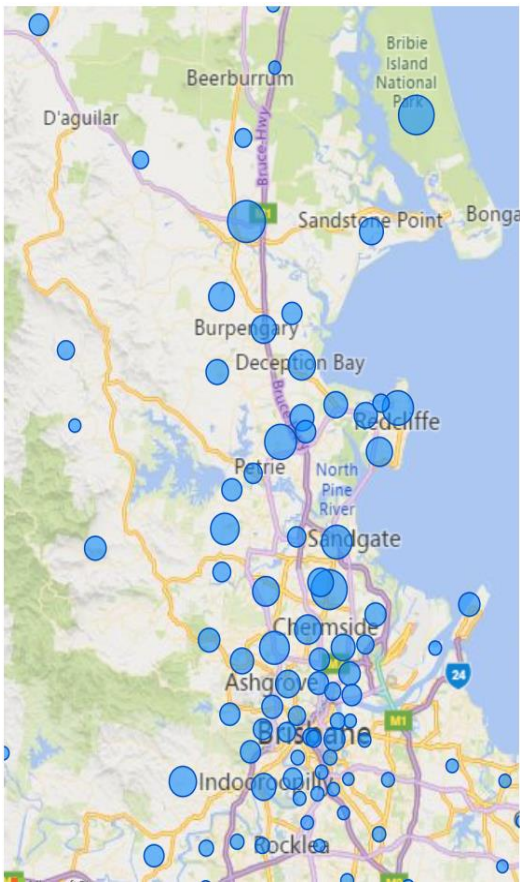 Bribie
Island
National
Park
Beerburrum
D'aguilar
Bruce-Hwy
M1
Sandstone Point
Bonga
Burpengary
Deception Bay
Bruce
Redcliffe
Petrie
North
Pine
River
Sandgate
Chermside
Ashgrove
24
M1
Brisbane
Indooroopilly
Rocklea